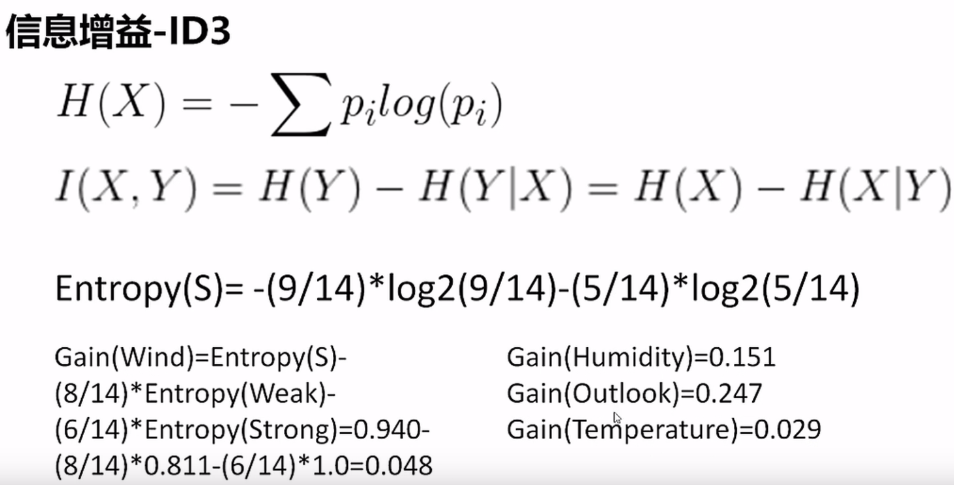 信息增益-ID3
H(X) = -∑p_i log(p_i)
I(X,Y) = H(Y) - H(Y|X) = H(X) - H(X|Y)
Entropy(S)= -(9/14)*log2(9/14)-(5/14)*log2(5/14)
Gain(Wind)=Entropy(S)-
(8/14)*Entropy(Weak)-
(6/14)*Entropy(Strong)=0.940-
(8/14)*0.811-(6/14)*1.0=0.048
Gain(Humidity)=0.151
Gain(Outlook)=0.247
Gain(Temperature)=0.029